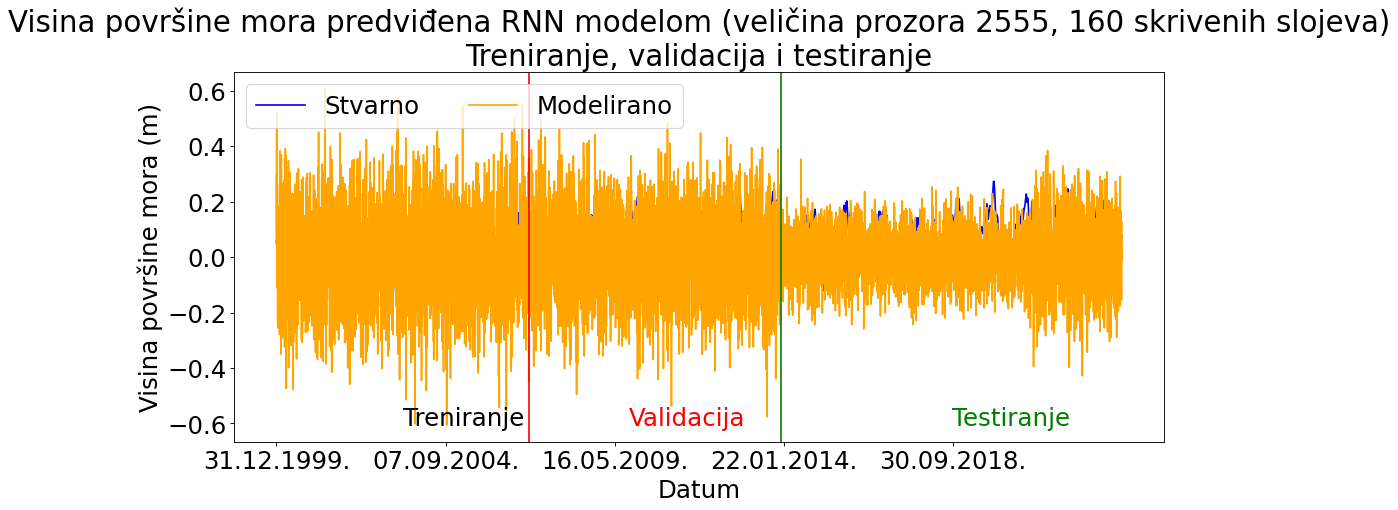 Visina površine mora predviđena RNN modelom (veličina prozora 2555, 160 skrivenih slojeva)
Treniranje, validacija i testiranje
Stvarno
Modelirano
Visina površine mora (m)
0.6
0.4
0.2
0.0
−0.2
−0.4
−0.6
Treniranje
Validacija
Testiranje
31.12.1999.
07.09.2004.
16.05.2009.
22.01.2014.
30.09.2018.
Datum